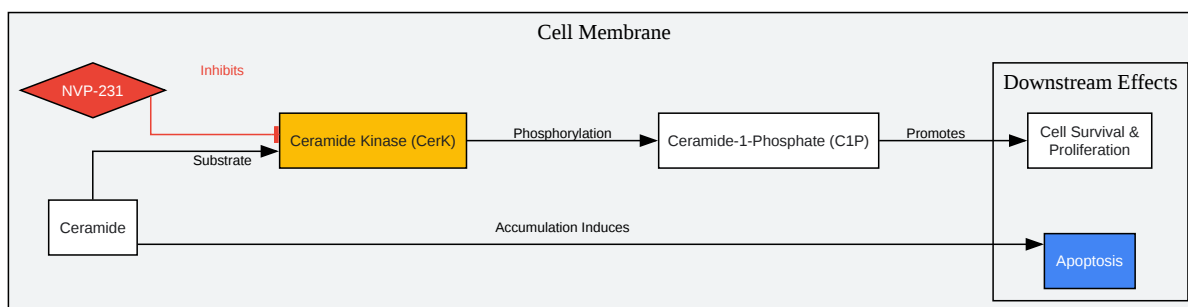 Cell Membrane
NVP-231
Inhibits
Downstream Effects
Ceramide Kinase (CerK)
Phosphorylation
Ceramide-1-Phosphate (C1P)
Promotes
Cell Survival &
Proliferation
Substrate
Ceramide
Accumulation Induces
Apoptosis